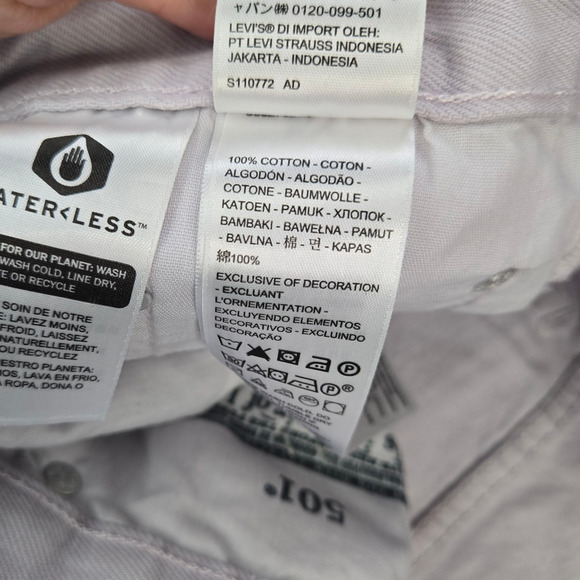 ャパン㈱ 0120-099-501
LEVI'S® DI IMPORT OLEH:
PT LEVI STRAUSS INDONESIA
JAKARTA - INDONESIA
S110772 AD
100% COTTON - COTON -
ALGODÓN - ALGODÃO -
COTONE - BAUMWOLLE -
KATOEN - PAMUK - ХЛОПОК -
BAMBAKI - BAWEŁNA - PAMUT
- BAVLNA - 棉 - 면 - KAPAS
綿100%
EXCLUSIVE OF DECORATION
- EXCLUANT
L'ORNEMENTATION -
EXCLUYENDO ELEMENTOS
DECORATIVOS - EXCLUINDO
DECORAÇÃO
ATER<LESS™
FOR OUR PLANET: WASH
WASH COLD, LINE DRY,
TE OR RECYCLE
SOIN DE NOTRE
E: LAVEZ MOINS,
FROID, LAISSEZ
NATURELLEMENT,
OU RECYCLEZ
ESTRO PLANETA:
OS, LAVA EN FRIO,
A ROPA, DONA O
501®